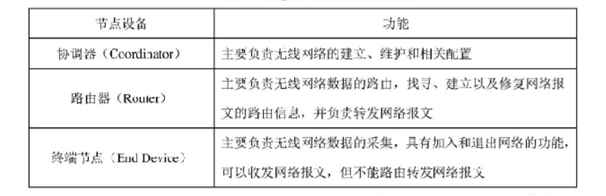 节点设备 功能
协调器（Coordinator） 主要负责无线网络的建立、维护和相关配置
路由器（Router） 主要负责无线网络数据的路由，找寻、建立以及修复网络报
文的路由信息，并负责转发网络报文
终端节点（End Device） 主要负责无线网络数据的采集，具有加入和退出网络的功能，
可以收发网络报文，但不能路由转发网络报文